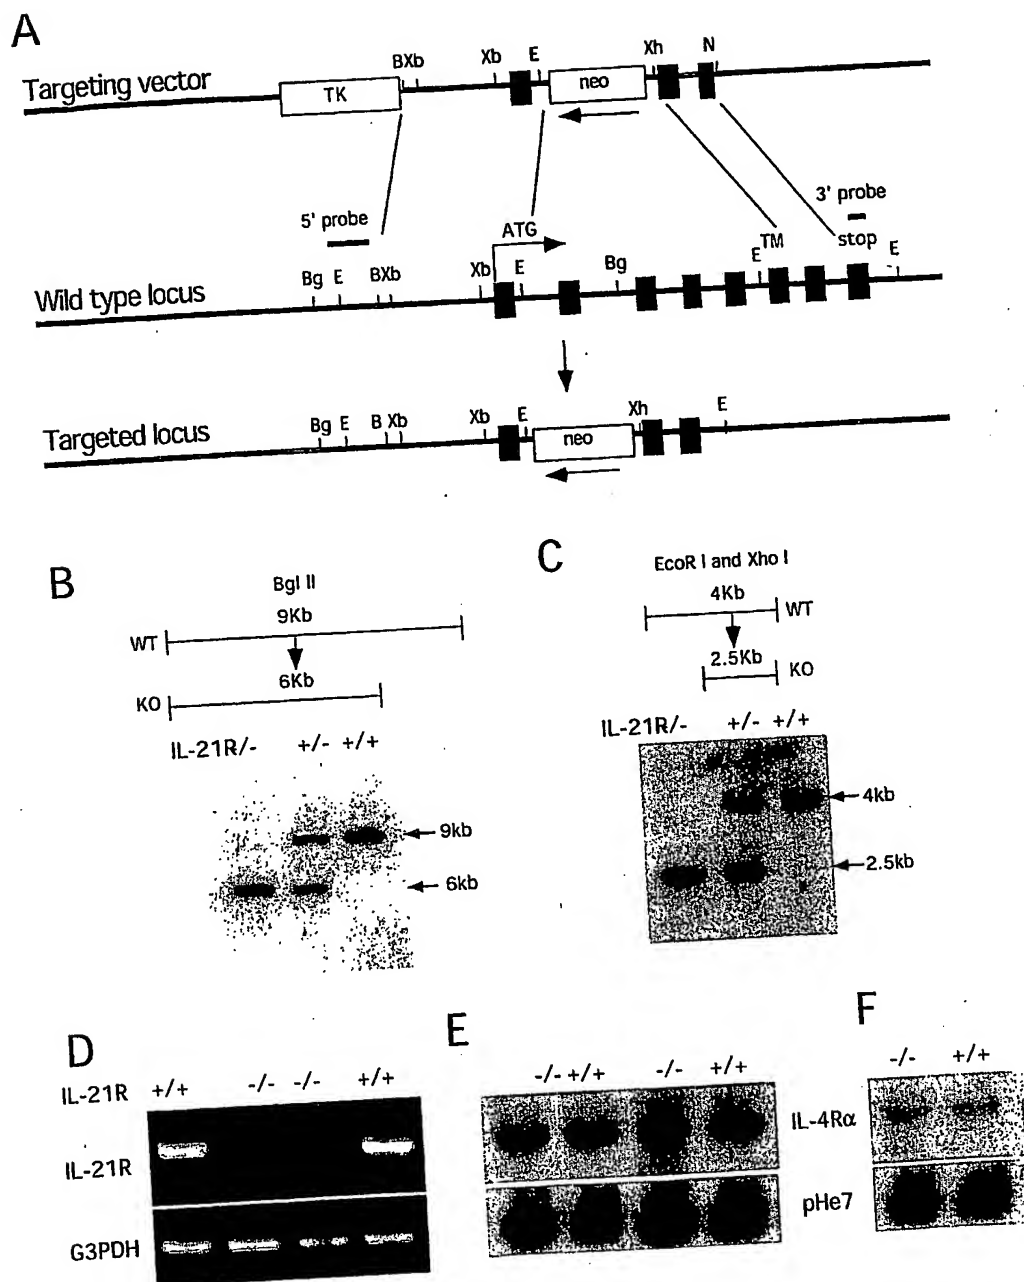 A
Targeting vector
TK
BXb
Xb
E
neo
Xh
N
5' probe
3' probe
ATG
TM
stop
Wild type locus
Bg
E
BXb
Xb
E
Bg
E
E
Targeted locus
Bg
E
B
Xb
Xb
E
neo
Xh
E
B
Bgl II
9Kb
WT
6Kb
KO
IL-21R/- +/- +/+
9kb
6kb
C
EcoR I and Xho I
4Kb
WT
2.5Kb
KO
IL-21R/- +/- +/+
4kb
2.5kb
D
IL-21R +/+ -/- -/- +/+
IL-21R
G3PDH
E
-/- +/+ -/- +/+
IL-4Rα
pHe7
F
-/- +/+